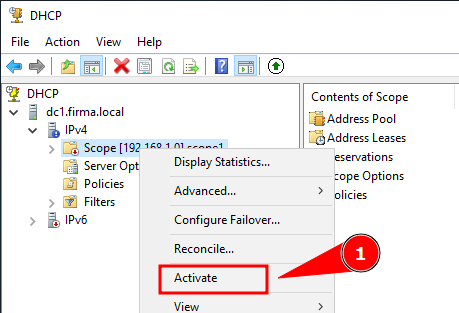 DHCP
File Action View Help
DHCP
dc1.firma.local
IPv4
Scope [192.168.1.0] scope1
Server Opt
Policies
Filters
IPv6
Contents of Scope
Address Pool
Address Leases
eservations
cope Options
olicies
Display Statistics...
Advanced...
Configure Failover...
Reconcile...
Activate
View
1